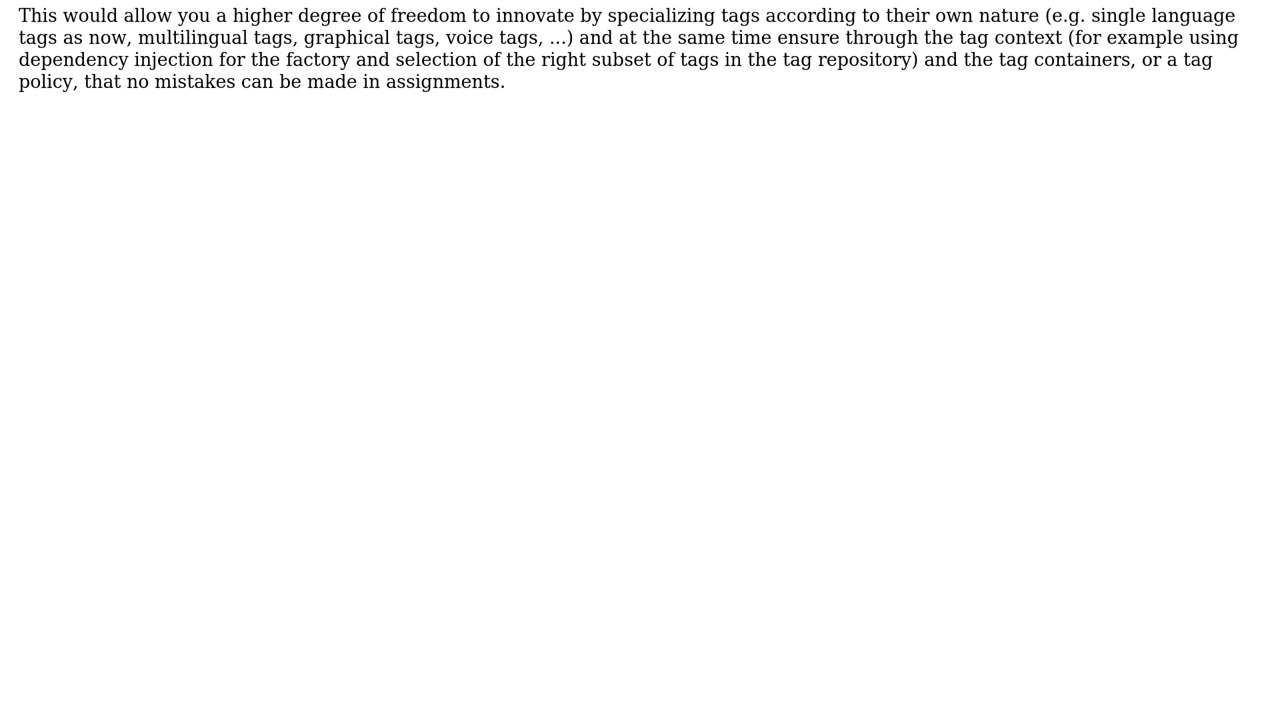 This would allow you a higher degree of freedom to innovate by specializing tags according to their own nature (e.g. single language
tags as now, multilingual tags, graphical tags, voice tags, ...) and at the same time ensure through the tag context (for example using
dependency injection for the factory and selection of the right subset of tags in the tag repository) and the tag containers, or a tag
policy, that no mistakes can be made in assignments.